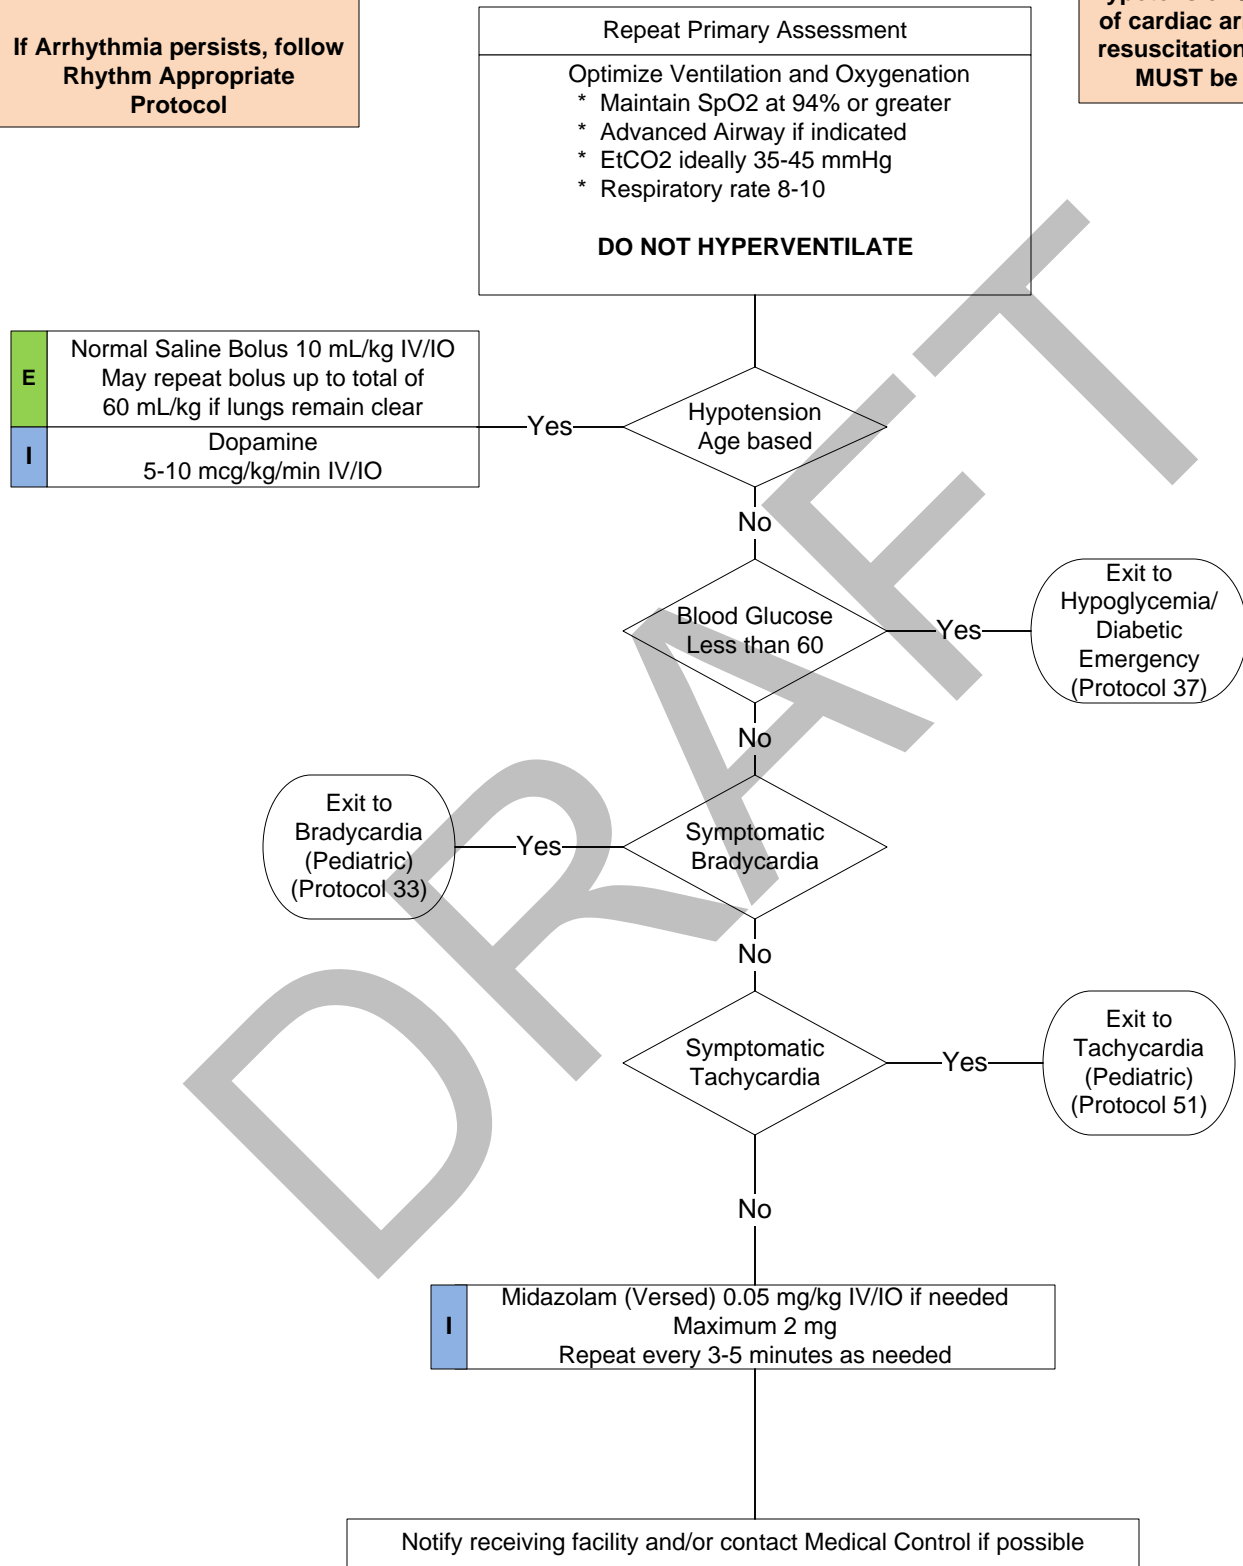 If Arrhythmia persists, follow
Rhythm Appropriate
Protocol
Repeat Primary Assessment
Optimize Ventilation and Oxygenation
* Maintain SpO2 at 94% or greater
* Advanced Airway if indicated
* EtCO2 ideally 35-45 mmHg
* Respiratory rate 8-10
DO NOT HYPERVENTILATE
of cardiac
resuscitation
MUST be
E
Normal Saline Bolus 10 mL/kg IV/IO
May repeat bolus up to total of
60 mL/kg if lungs remain clear
I
Dopamine
5-10 mcg/kg/min IV/IO
Yes
Hypotension
Age based
No
Blood Glucose
Less than 60
Yes
Exit to
Hypoglycemia/
Diabetic
Emergency
(Protocol 37)
No
Exit to
Bradycardia
(Pediatric)
(Protocol 33)
Yes
Symptomatic
Bradycardia
No
Symptomatic
Tachycardia
Yes
Exit to
Tachycardia
(Pediatric)
(Protocol 51)
No
I
Midazolam (Versed) 0.05 mg/kg IV/IO if needed
Maximum 2 mg
Repeat every 3-5 minutes as needed
Notify receiving facility and/or contact Medical Control if possible
DRAFT